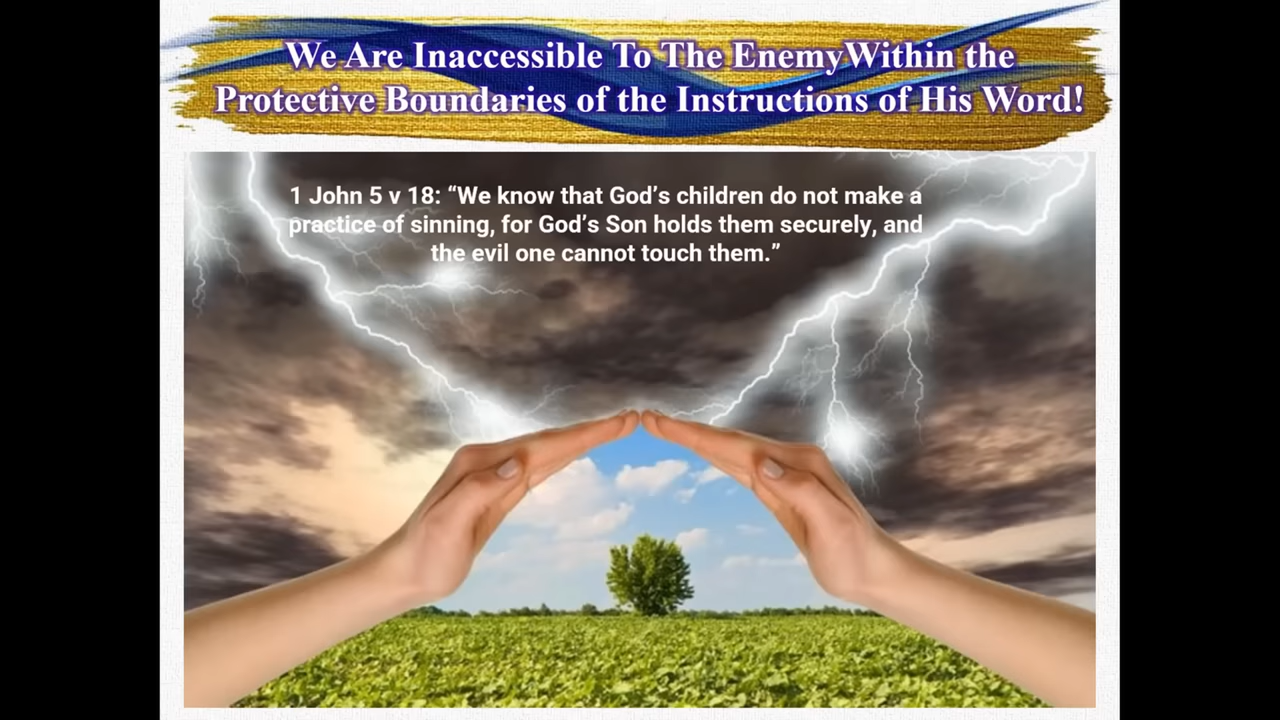 We Are Inaccessible To The EnemyWithin the
Protective Boundaries of the Instructions of His Word!
1 John 5 v 18: “We know that God’s children do not make a
practice of sinning, for God’s Son holds them securely, and
the evil one cannot touch them.”